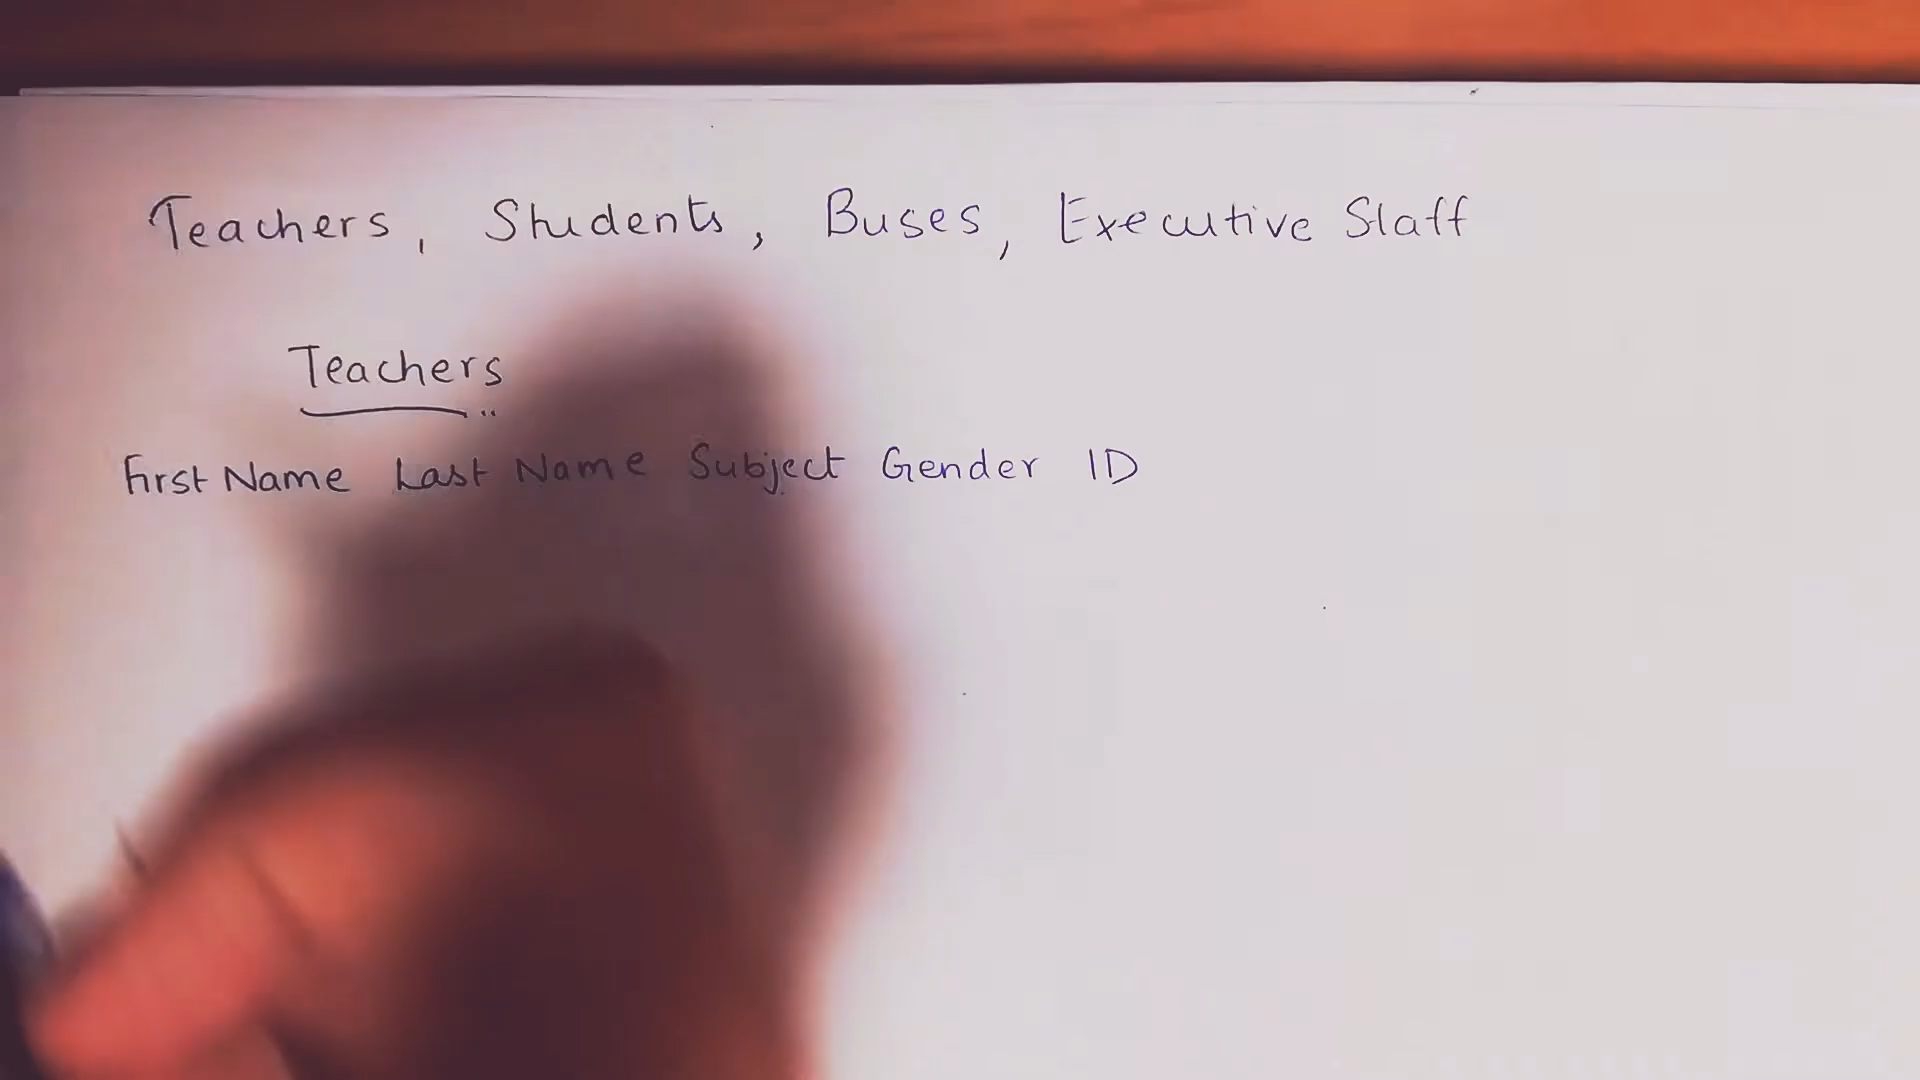 Teachers, Students, Buses, Executive Staff
Teachers
First Name Last Name Subject Gender ID